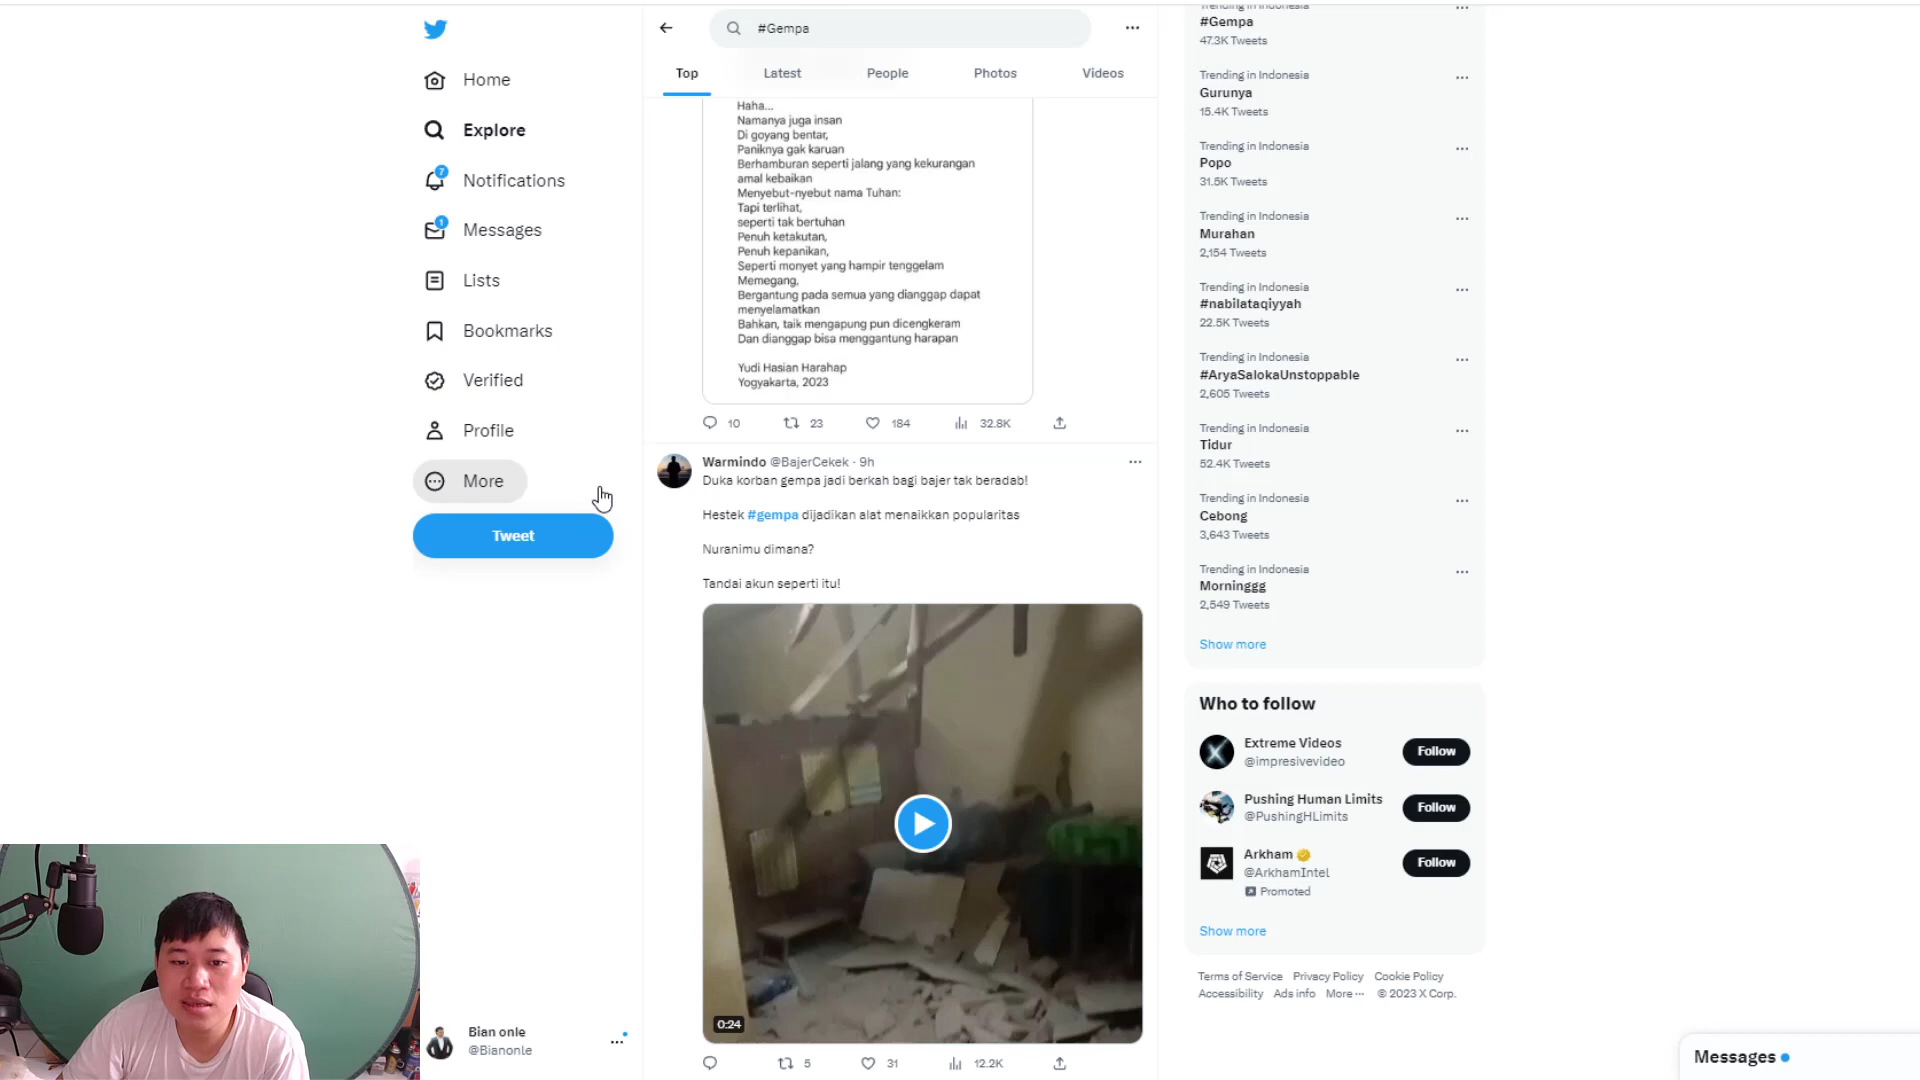 Home
Explore
7
Notifications
1
Messages
Lists
Bookmarks
Verified
Profile
More
Tweet
Bian onle
@Bianonle
#Gempa
Top
Latest
People
Photos
Videos
Haha...
Namanya juga insan
Di goyang bentar,
Paniknya gak karuan
Berhamburan seperti jalang yang kekurangan
amal kebaikan
Menyebut-nyebut nama Tuhan:
Tapi terlihat,
seperti tak bertuhan
Penuh ketakutan,
Penuh kepanikan,
Seperti monyet yang hampir tenggelam
Memegang,
Bergantung pada semua yang dianggap dapat
menyelamatkan
Bahkan, taik mengapung pun dicengkeram
Dan dianggap bisa menggantung harapan
Yudi Hasian Harahap
Yogyakarta, 2023
10 23 184 32.8K
Warmindo @BajerCekek · 9h
Duka korban gempa jadi berkah bagi bajer tak beradab!
Hestek #gempa dijadikan alat menaikkan popularitas
Nuranimu dimana?
Tandai akun seperti itu!
0:24
5 31 12.2K
Trending in Indonesia
#Gempa
47.3K Tweets
Trending in Indonesia
Gurunya
15.4K Tweets
Trending in Indonesia
Popo
31.5K Tweets
Trending in Indonesia
Murahan
2,154 Tweets
Trending in Indonesia
#nabilataqiyyah
22.5K Tweets
Trending in Indonesia
#AryaSalokaUnstoppable
2,605 Tweets
Trending in Indonesia
Tidur
52.4K Tweets
Trending in Indonesia
Cebong
3,643 Tweets
Trending in Indonesia
Morninggg
2,549 Tweets
Show more
Who to follow
Extreme Videos
@impresivevideo
Follow
Pushing Human Limits
@PushingHLimits
Follow
Arkham
@ArkhamIntel
Promoted
Follow
Show more
Terms of Service Privacy Policy Cookie Policy
Accessibility Ads info More ··· © 2023 X Corp.
Messages